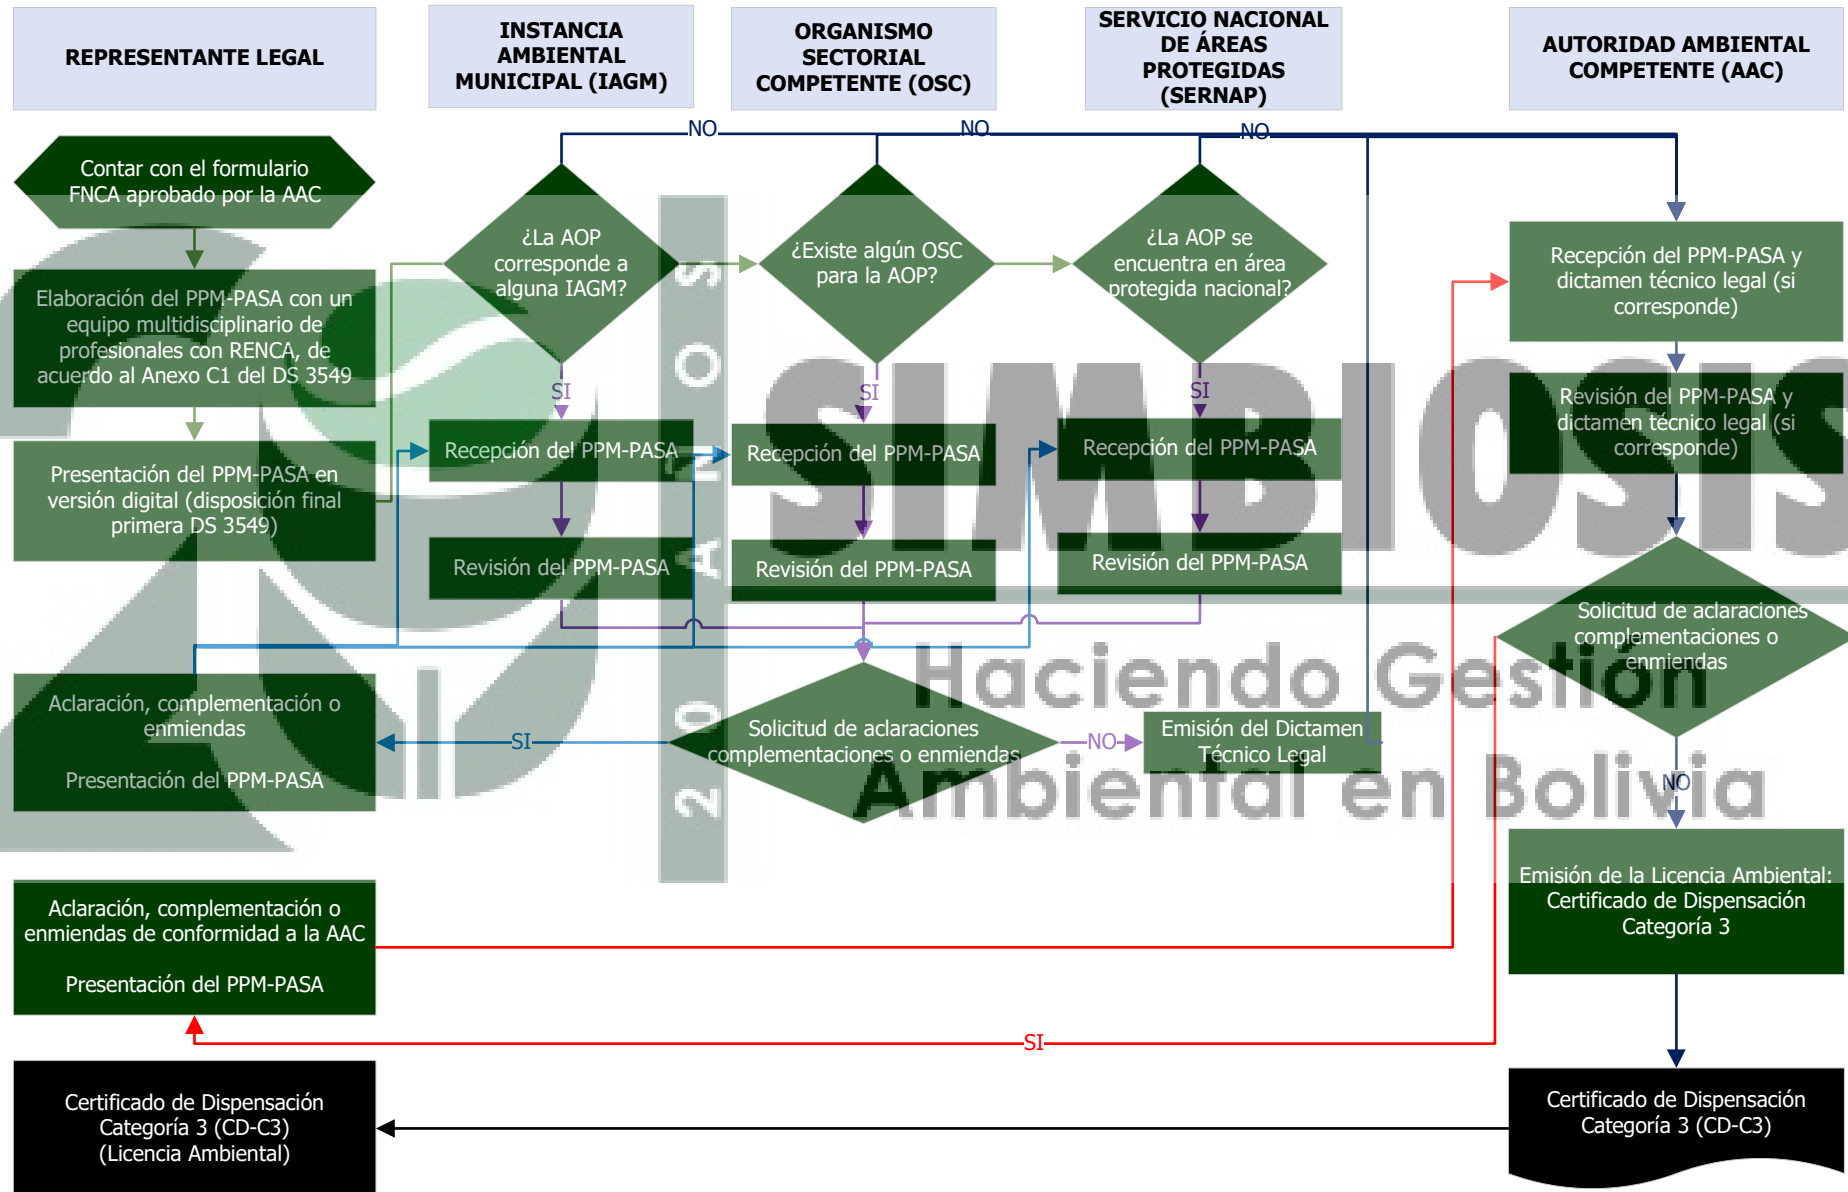 REPRESENTANTE LEGAL
INSTANCIA
AMBIENTAL
MUNICIPAL (IAGM)
ORGANISMO
SECTORIAL
COMPETENTE (OSC)
SERVICIO NACIONAL
DE ÁREAS
PROTEGIDAS
(SERNAP)
AUTORIDAD AMBIENTAL
COMPETENTE (AAC)
NO
NO
NO
Contar con el formulario
FNCA aprobado por la AAC
¿La AOP
corresponde a
alguna IAGM?
¿Existe algún OSC
para la AOP?
¿La AOP se
encuentra en área
protegida nacional?
Recepción del PPM-PASA y
dictamen técnico legal (si
corresponde)
Elaboración del PPM-PASA con un
equipo multidisciplinario de
profesionales con RENCA, de
acuerdo al Anexo C1 del DS 3549
SI
SI
SI
Revisión del PPM-PASA y
dictamen técnico legal (si
corresponde)
Presentación del PPM-PASA en
versión digital (disposición final
primera DS 3549)
Recepción del PPM-PASA
Recepción del PPM-PASA
Recepción del PPM-PASA
Revisión del PPM-PASA
Revisión del PPM-PASA
Revisión del PPM-PASA
Solicitud de aclaraciones
complementaciones o
enmiendas
Aclaración, complementación o
enmiendas
Presentación del PPM-PASA
SI
Solicitud de aclaraciones
complementaciones o enmiendas
NO
Emisión del Dictamen
Técnico Legal
NO
Emisión de la Licencia Ambiental:
Certificado de Dispensación
Categoría 3
Aclaración, complementación o
enmiendas de conformidad a la AAC
Presentación del PPM-PASA
SI
Certificado de Dispensación
Categoría 3 (CD-C3)
(Licencia Ambiental)
Certificado de Dispensación
Categoría 3 (CD-C3)
20 AÑOS
SIMBIOSIS
Haciendo Gestión
Ambiental en Bolivia